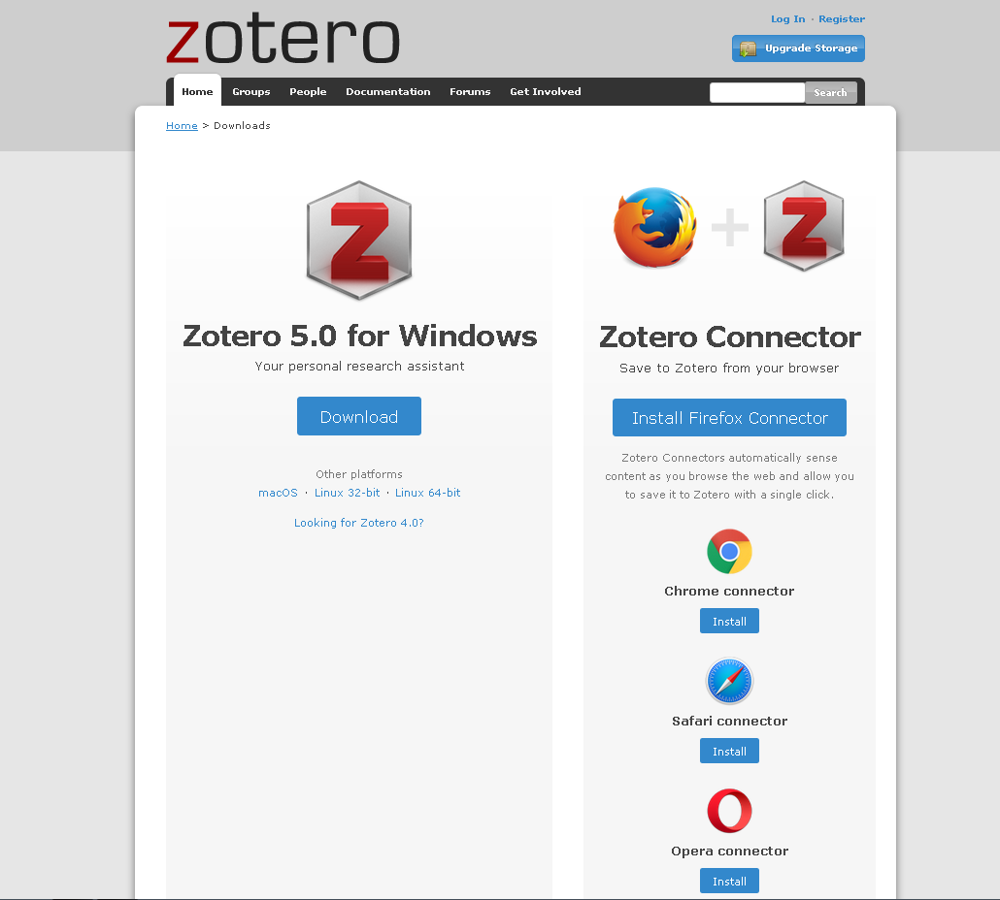 zotero
Log In · Register
Upgrade Storage
Home Groups People Documentation Forums Get Involved Search
Home > Downloads
Z
Z
Zotero 5.0 for Windows
Your personal research assistant
Download
Other platforms
macOS · Linux 32-bit · Linux 64-bit
Looking for Zotero 4.0?
Zotero Connector
Save to Zotero from your browser
Install Firefox Connector
Zotero Connectors automatically sense
content as you browse the web and allow you
to save it to Zotero with a single click.
Chrome connector
Install
Safari connector
Install
Opera connector
Install